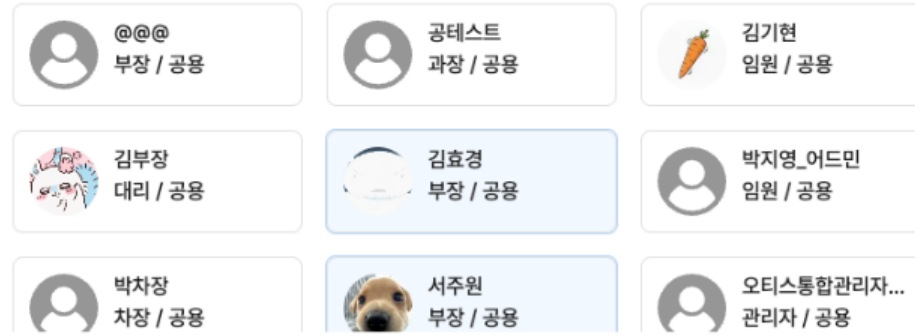 @@@
부장 / 공용
공테스트
과장 / 공용
김기현
임원 / 공용
김부장
대리 / 공용
김효경
부장 / 공용
박지영_어드민
임원 / 공용
박차장
차장 / 공용
서주원
부장 / 공용
오티스통합관리자...
관리자 / 공용